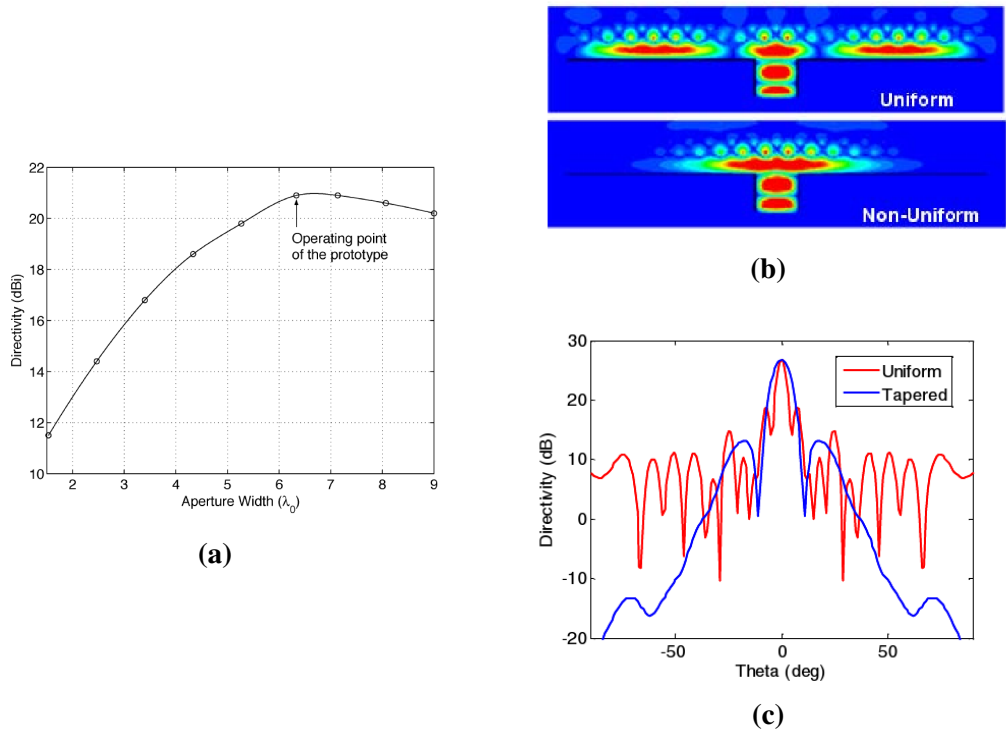 22
20
18
16
14
12
10
Directivity (dBi)
Operating point
of the prototype
2 3 4 5 6 7 8 9
Aperture Width (λ0)
(a)
Uniform
Non-Uniform
(b)
30
20
10
0
-10
-20
Directivity (dB)
Uniform
Tapered
-50 0 50
Theta (deg)
(c)